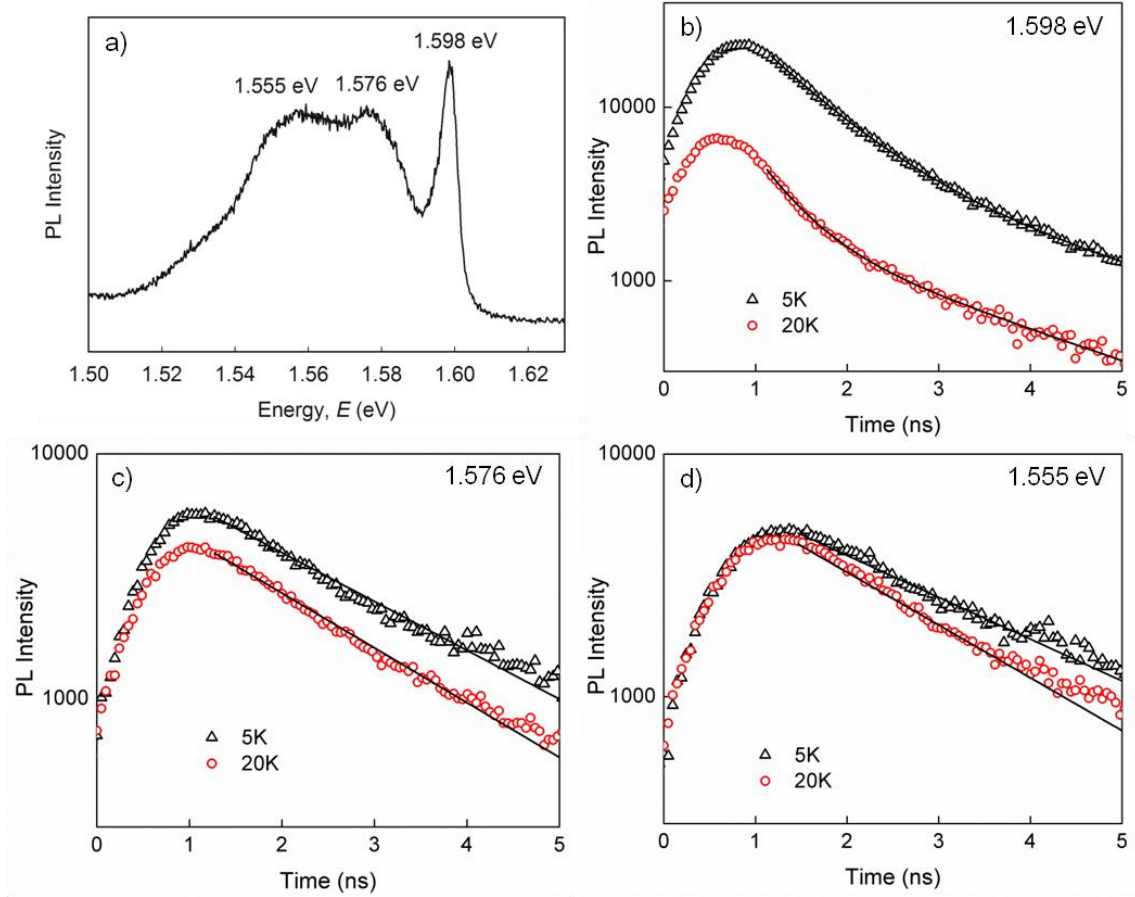 a)
1.555 eV
1.576 eV
1.598 eV
PL Intensity
1.50 1.52 1.54 1.56 1.58 1.60 1.62
Energy, E (eV)
b)
1.598 eV
10000
1000
PL Intensity
5K
20K
0 1 2 3 4 5
Time (ns)
c)
1.576 eV
10000
1000
PL Intensity
5K
20K
0 1 2 3 4 5
Time (ns)
d)
1.555 eV
10000
1000
PL Intensity
5K
20K
0 1 2 3 4 5
Time (ns)